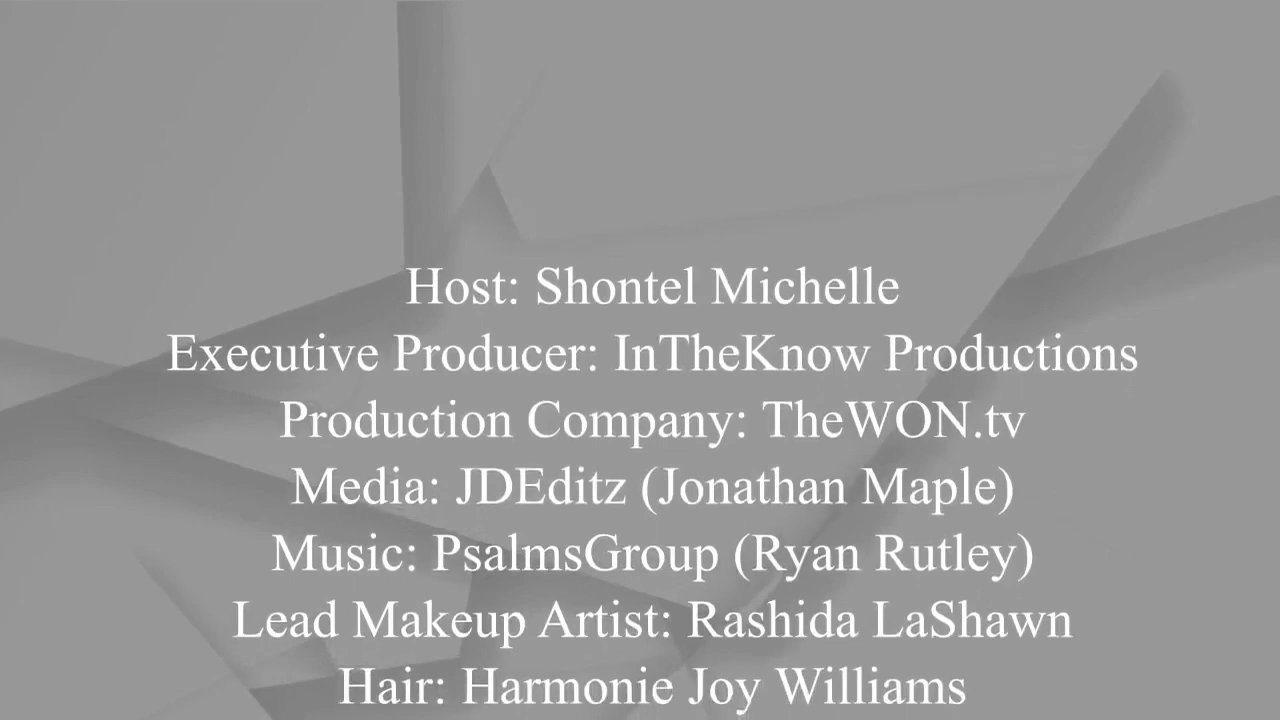 Host: Shontel Michelle
Executive Producer: InTheKnow Productions
Production Company: TheWON.tv
Media: JDEditz (Jonathan Maple)
Music: PsalmsGroup (Ryan Rutley)
Lead Makeup Artist: Rashida LaShawn
Hair: Harmonie Joy Williams